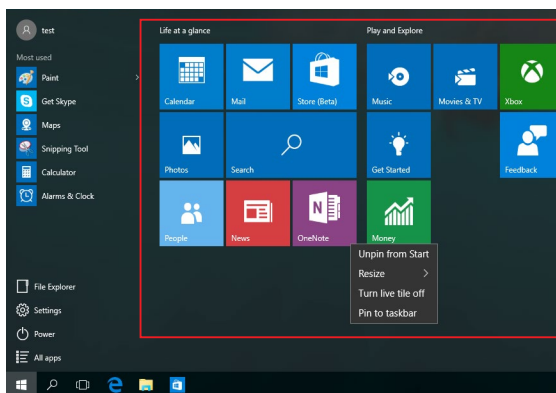 test
Most used
Paint
Get Skype
Maps
Snipping Tool
Calculator
Alarms & Clock
File Explorer
Settings
Power
All apps
Life at a glance
Calendar
Mail
Store (Beta)
Photos
Search
People
News
OneNote
Play and Explore
Music
Movies & TV
Xbox
Get Started
Feedback
Money
Unpin from Start
Resize
Turn live tile off
Pin to taskbar